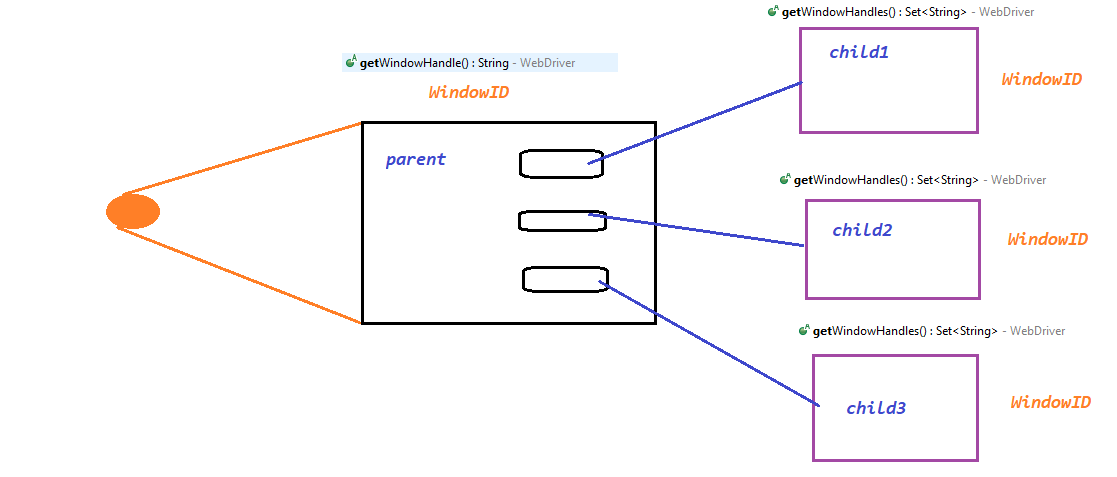 getWindowHandles() : Set<String> - WebDriver
child1
WindowID
getWindowHandle() : String - WebDriver
WindowID
parent
getWindowHandles() : Set<String> - WebDriver
child2
WindowID
getWindowHandles() : Set<String> - WebDriver
child3
WindowID